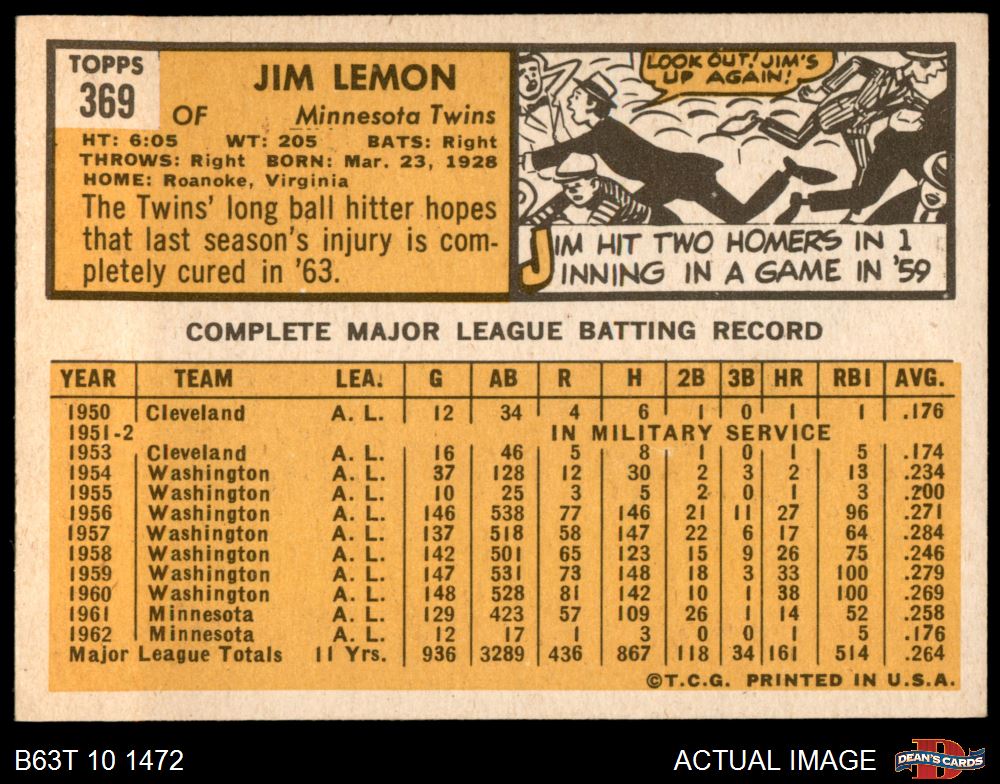 TOPPS
369
JIM LEMON
OF Minnesota Twins
HT: 6:05 WT: 205 BATS: Right
THROWS: Right BORN: Mar. 23, 1928
HOME: Roanoke, Virginia
The Twins' long ball hitter hopes
that last season's injury is com-
pletely cured in '63.
LOOK OUT! JIM'S
UP AGAIN!
JIM HIT TWO HOMERS IN 1
INNING IN A GAME IN '59
COMPLETE MAJOR LEAGUE BATTING RECORD
YEAR TEAM LEA. G AB R H 2B 3B HR RBI AVG.
1950 Cleveland A. L. 12 34 4 6 1 0 1 1 .176
1951-2 IN MILITARY SERVICE
1953 Cleveland A. L. 16 46 5 8 1 0 1 5 .174
1954 Washington A. L. 37 128 12 30 2 3 2 13 .234
1955 Washington A. L. 10 25 3 5 2 0 1 3 .200
1956 Washington A. L. 146 538 77 146 21 11 27 96 .271
1957 Washington A. L. 137 518 58 147 22 6 17 64 .284
1958 Washington A. L. 142 501 65 123 15 9 26 75 .246
1959 Washington A. L. 147 531 73 148 18 3 33 100 .279
1960 Washington A. L. 148 528 81 142 10 1 38 100 .269
1961 Minnesota A. L. 129 423 57 109 26 1 14 52 .258
1962 Minnesota A. L. 12 17 1 3 0 0 1 5 .176
Major League Totals 11 Yrs. 936 3289 436 867 118 34 161 514 .264
©T.C.G. PRINTED IN U.S.A.
B63T 10 1472
ACTUAL IMAGE
D
DEAN'S CARDS